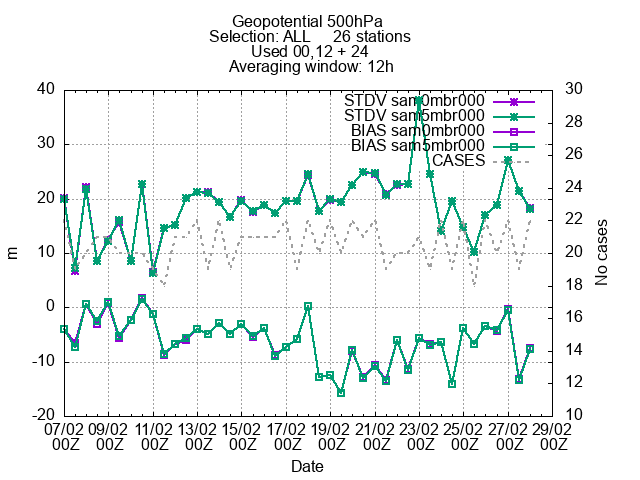 Geopotential 500hPa
Selection: ALL 26 stations
Used 00,12 + 24
Averaging window: 12h
40
30
20
10
0
-10
-20
m
STDV sam0mbr000
STDV sam5mbr000
BIAS sam0mbr000
BIAS sam5mbr000
CASES
30
28
26
24
22
20
18
16
14
12
10
No cases
07/02 09/02 11/02 13/02 15/02 17/02 19/02 21/02 23/02 25/02 27/02 29/02
00Z 00Z 00Z 00Z 00Z 00Z 00Z 00Z 00Z 00Z 00Z 00Z
Date